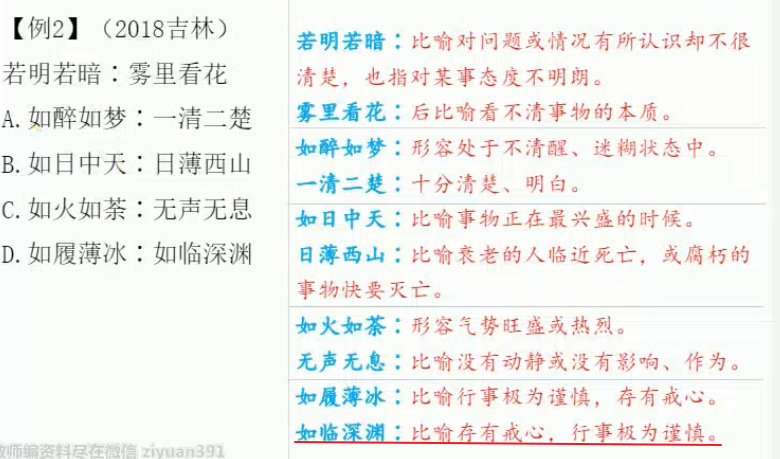 【例2】（2018吉林）
若明若暗：雾里看花
A.如醉如梦：一清二楚
B.如日中天：日薄西山
C.如火如荼：无声无息
D.如履薄冰：如临深渊
若明若暗：比喻对问题或情况有所认识却不很
清楚，也指对某事态度不明朗。
雾里看花：后比喻看不清事物的本质。
如醉如梦：形容处于不清醒、迷糊状态中。
一清二楚：十分清楚、明白。
如日中天：比喻事物正在最兴盛的时候。
日薄西山：比喻衰老的人临近死亡，或腐朽的
事物快要灭亡。
如火如荼：形容气势旺盛或热烈。
无声无息：比喻没有动静或没有影响、作为。
如履薄冰：比喻行事极为谨慎，存有戒心。
如临深渊：比喻存有戒心，行事极为谨慎。
师编资料尽在微信 ziyuan391